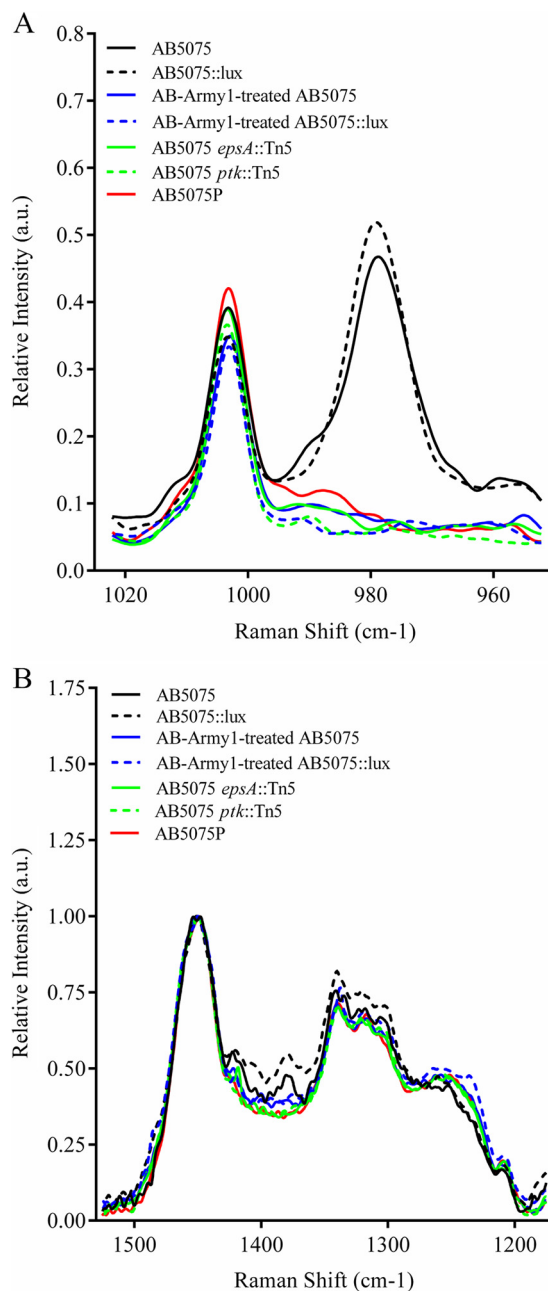 A
0.8
0.7
0.6
0.5
0.4
0.3
0.2
0.1
0.0
Relative Intensity (a.u.)
AB5075
AB5075::lux
AB-Army1-treated AB5075
AB-Army1-treated AB5075::lux
AB5075 epsA::Tn5
AB5075 ptk::Tn5
AB5075P
1020 1000 980 960
Raman Shift (cm-1)
B
1.75
1.50
1.25
1.00
0.75
0.50
0.25
0.00
Relative Intensity (a.u.)
AB5075
AB5075::lux
AB-Army1-treated AB5075
AB-Army1-treated AB5075::lux
AB5075 epsA::Tn5
AB5075 ptk::Tn5
AB5075P
1500 1400 1300 1200
Raman Shift (cm-1)